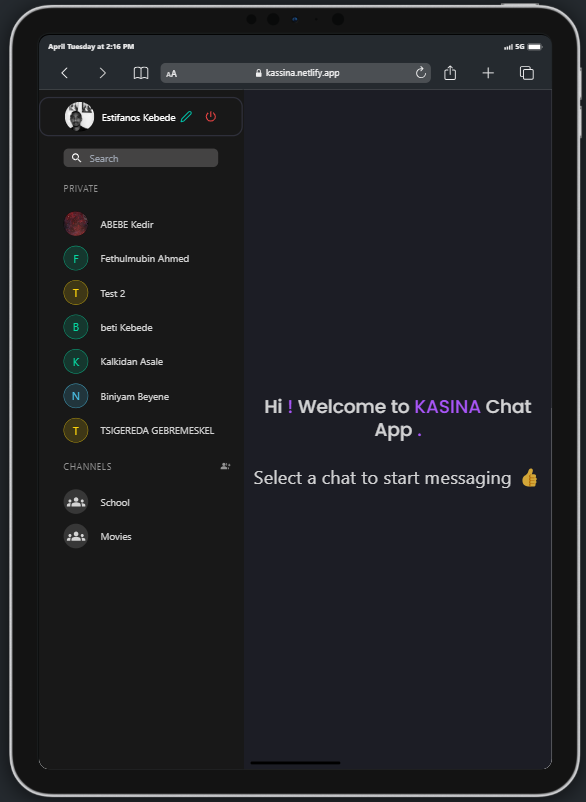 April Tuesday at 2:16 PM
5G
AA
kassina.netlify.app
Estifanos Kebede
Search
PRIVATE
ABEBE Kedir
F
Fethulmubin Ahmed
T
Test 2
B
beti Kebede
K
Kalkidan Asale
N
Biniyam Beyene
T
TSIGEREDA GEBREMESKEL
CHANNELS
School
Movies
Hi ! Welcome to KASINA Chat
App .
Select a chat to start messaging 👍